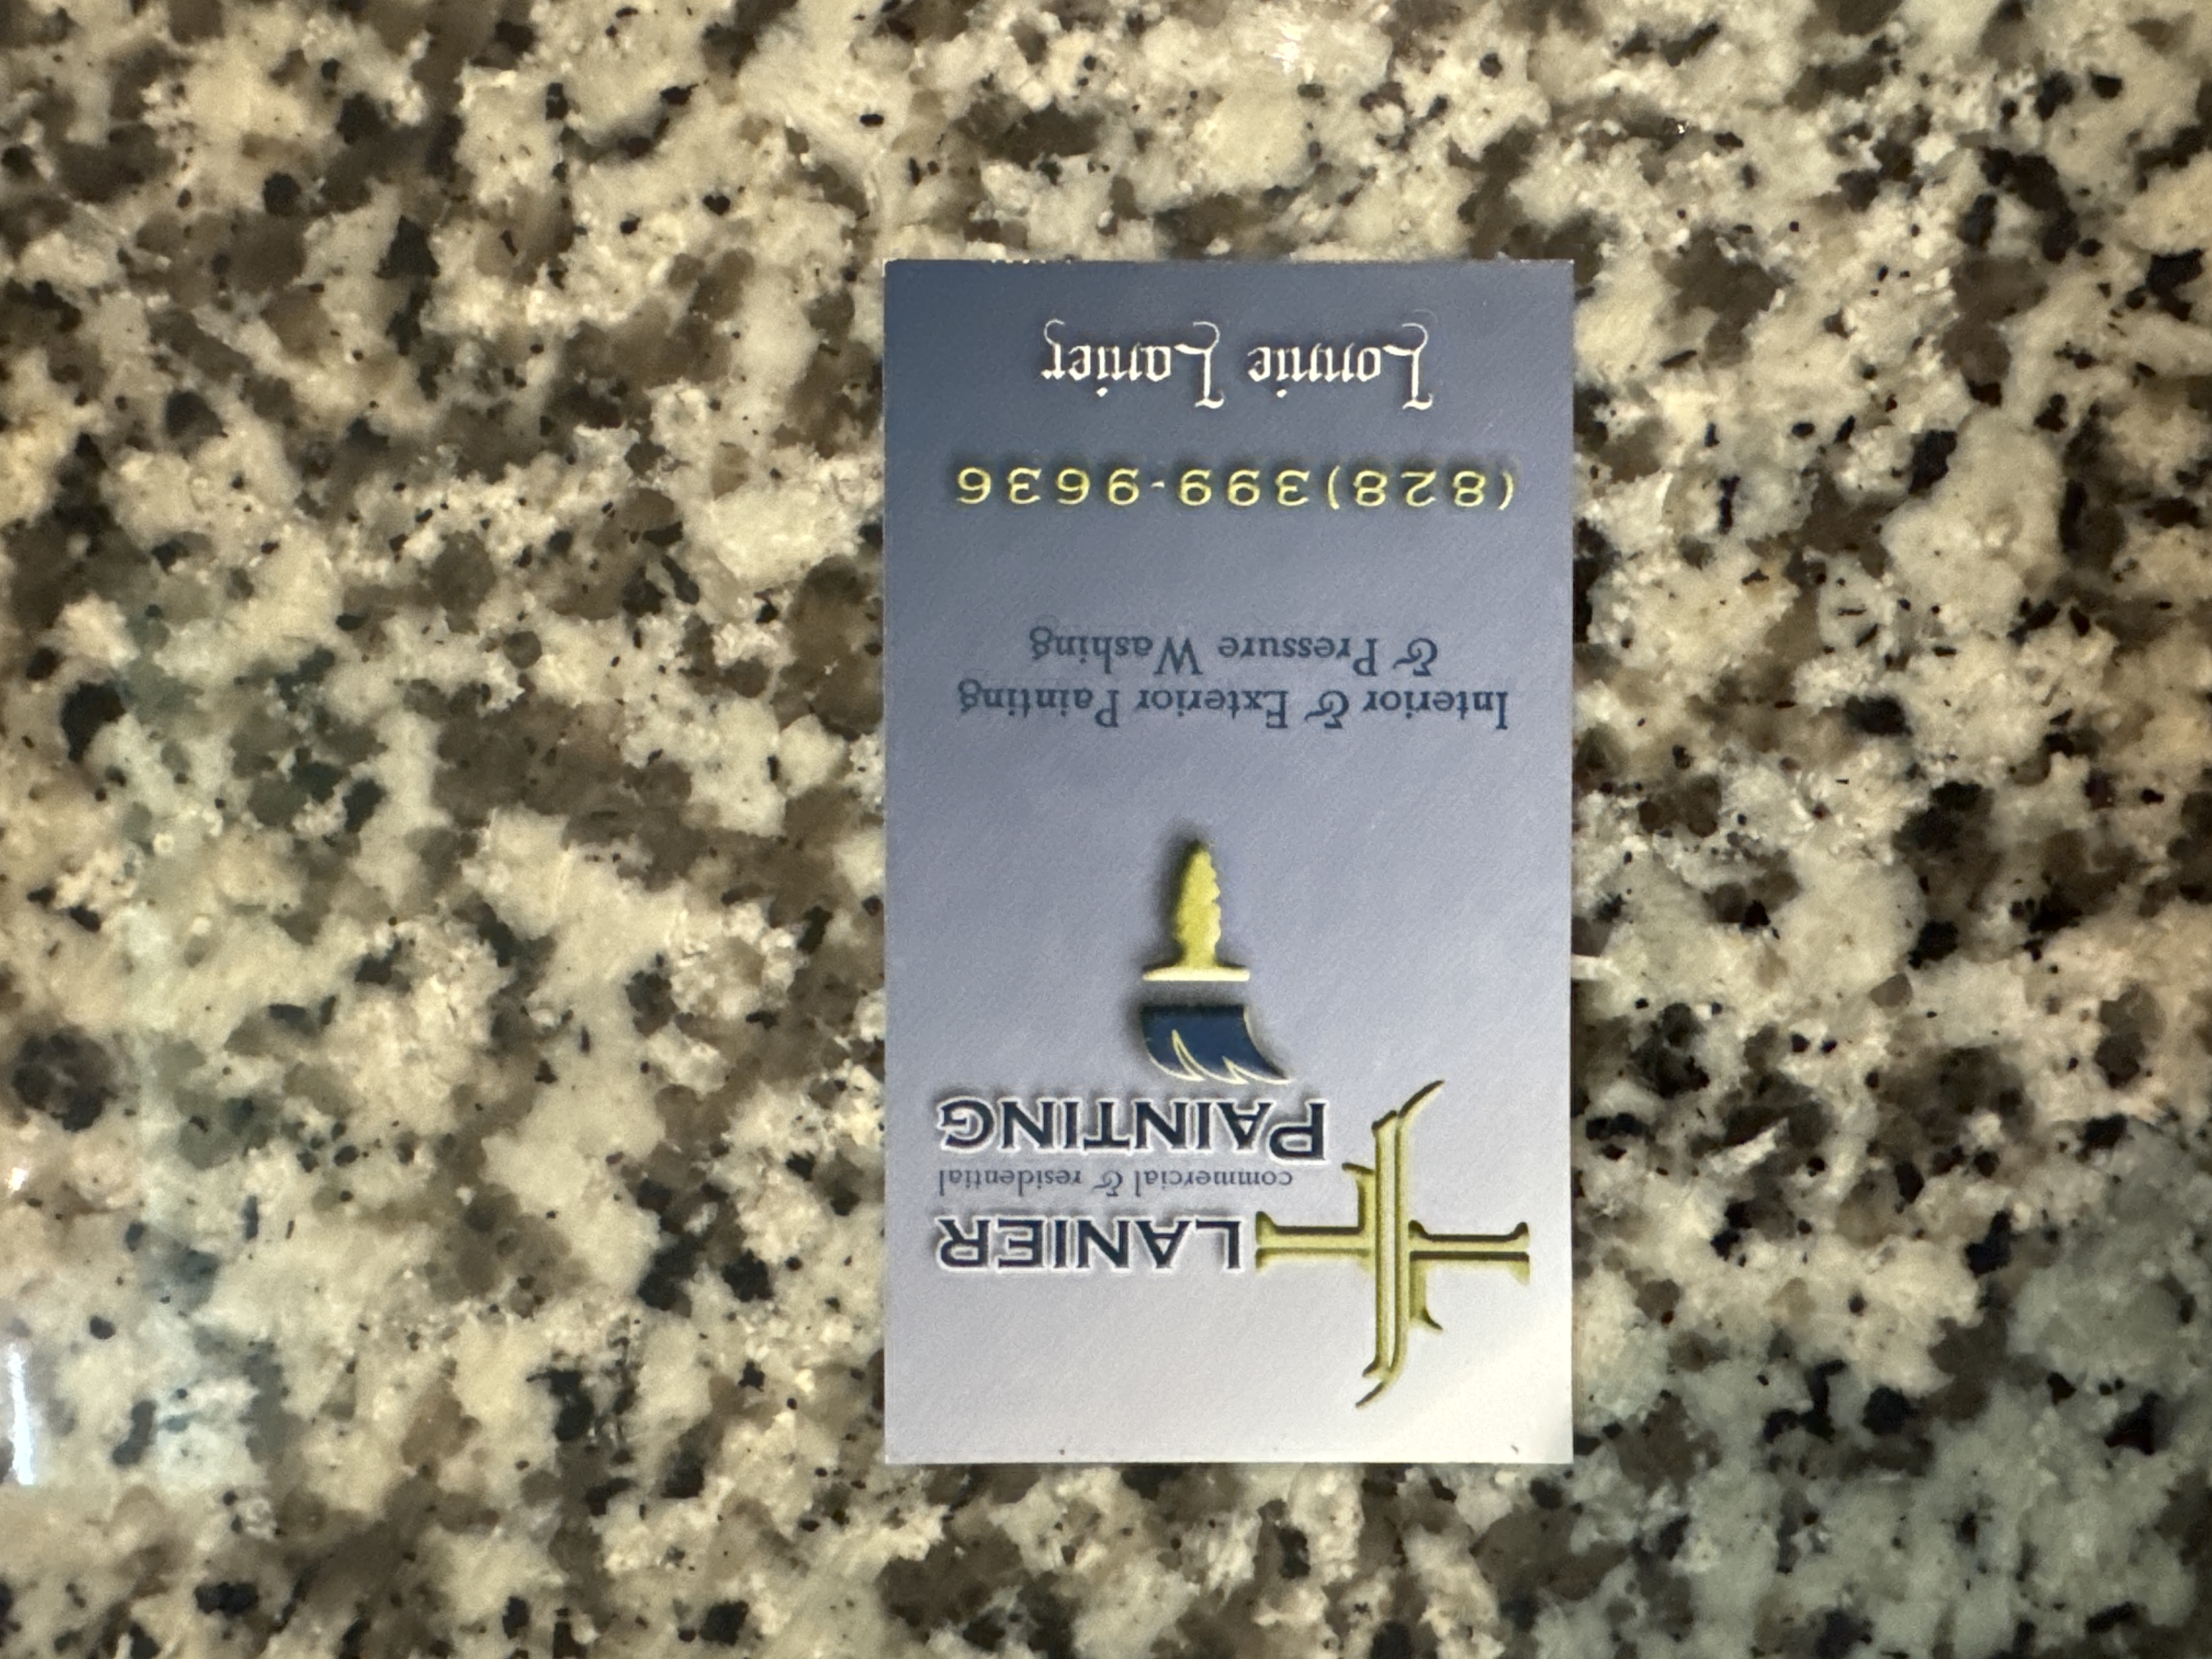 LANIER
commercial & residential
PAINTING
Interior & Exterior Painting
& Pressure Washing
(828)399-9636
Lonnie Lanier